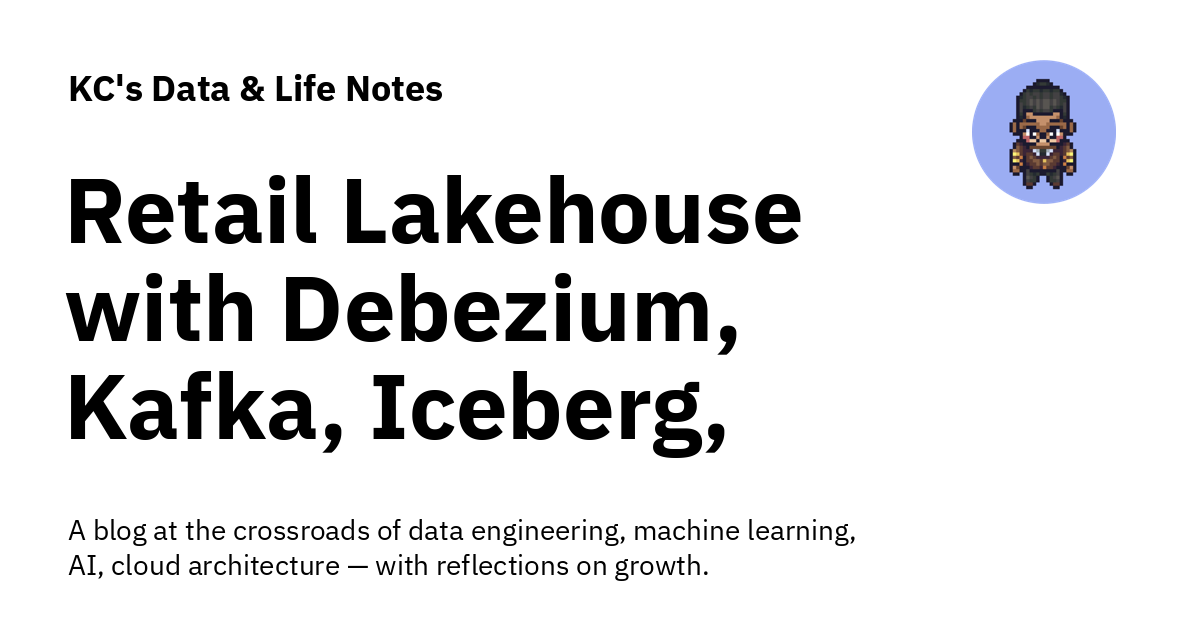 KC's Data & Life Notes
Retail Lakehouse
with Debezium,
Kafka, Iceberg,
A blog at the crossroads of data engineering, machine learning,
AI, cloud architecture — with reflections on growth.